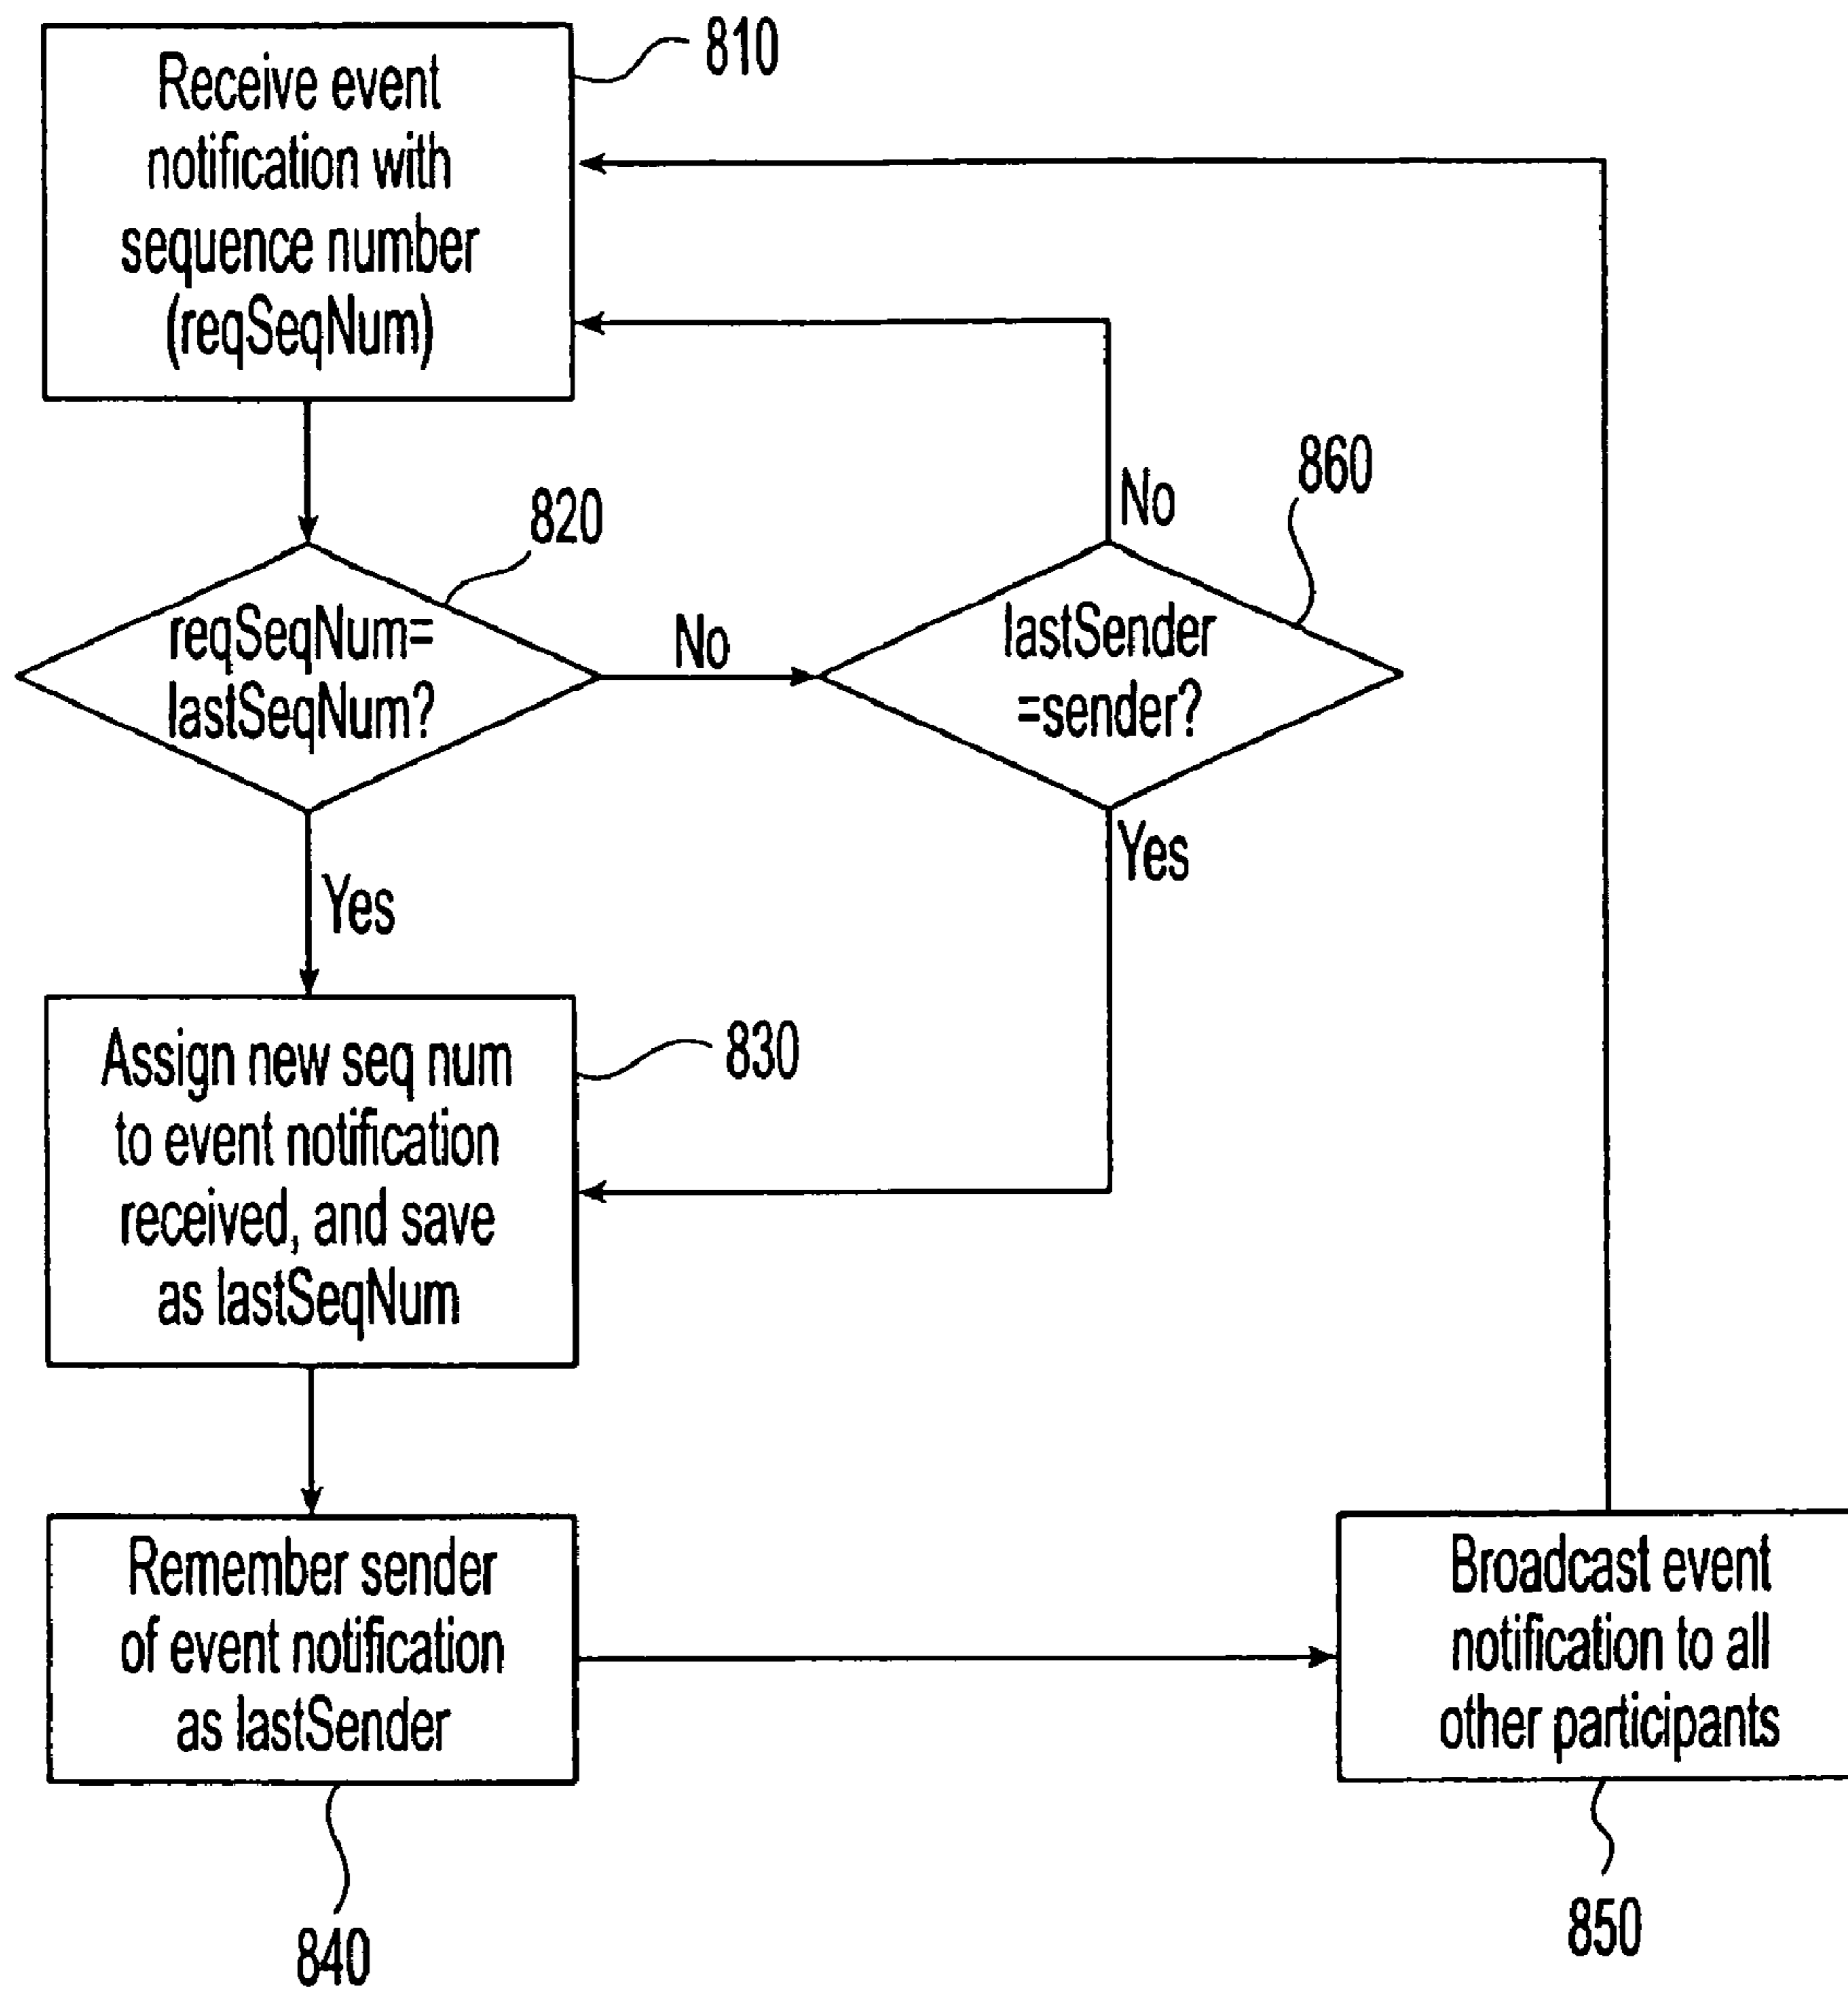 810
Receive event
notification with
sequence number
(reqSeqNum)
820
reqSeqNum=
lastSeqNum?
No
860
No
lastSender
=sender?
Yes
Yes
830
Assign new seq num
to event notification
received, and save
as lastSeqNum
Remember sender
of event notification
as lastSender
840
Broadcast event
notification to all
other participants
850